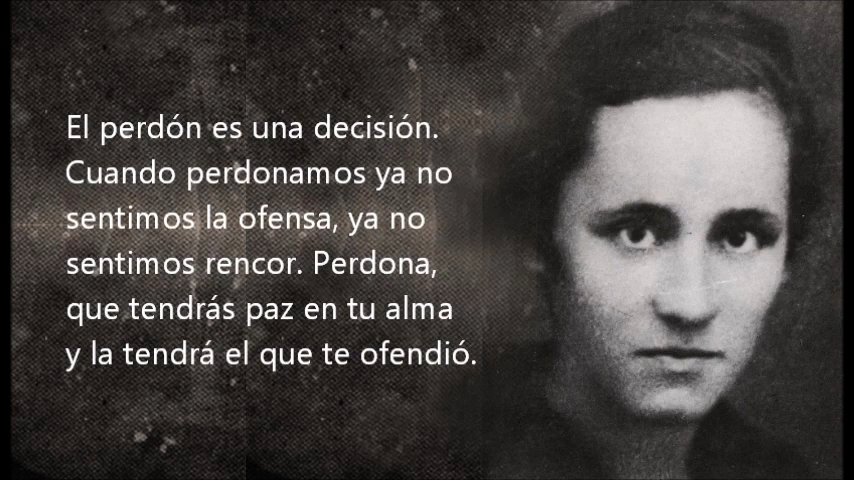 El perdón es una decisión.
Cuando perdonamos ya no
sentimos la ofensa, ya no
sentimos rencor. Perdona,
que tendrás paz en tu alma
y la tendrá el que te ofendió.